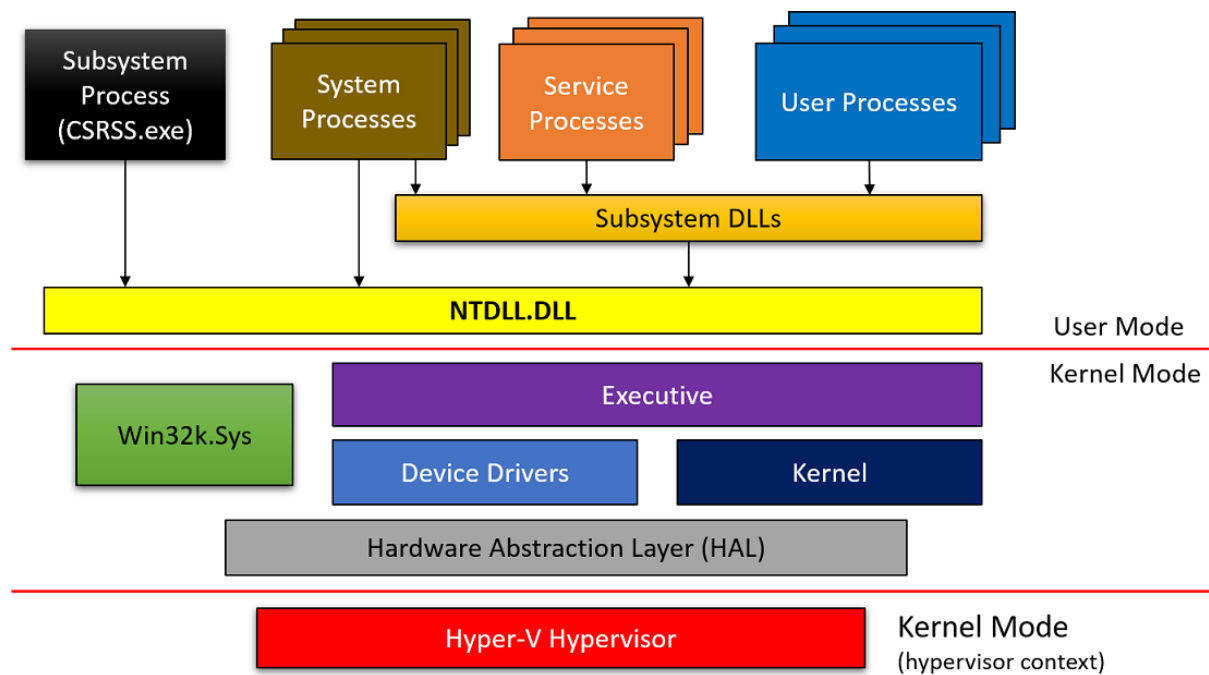 Subsystem
Process
(CSRSS.exe)
System
Processes
Service
Processes
User Processes
Subsystem DLLs
NTDLL.DLL
User Mode
Kernel Mode
Executive
Win32k.Sys
Device Drivers
Kernel
Hardware Abstraction Layer (HAL)
Hyper-V Hypervisor
Kernel Mode
(hypervisor context)